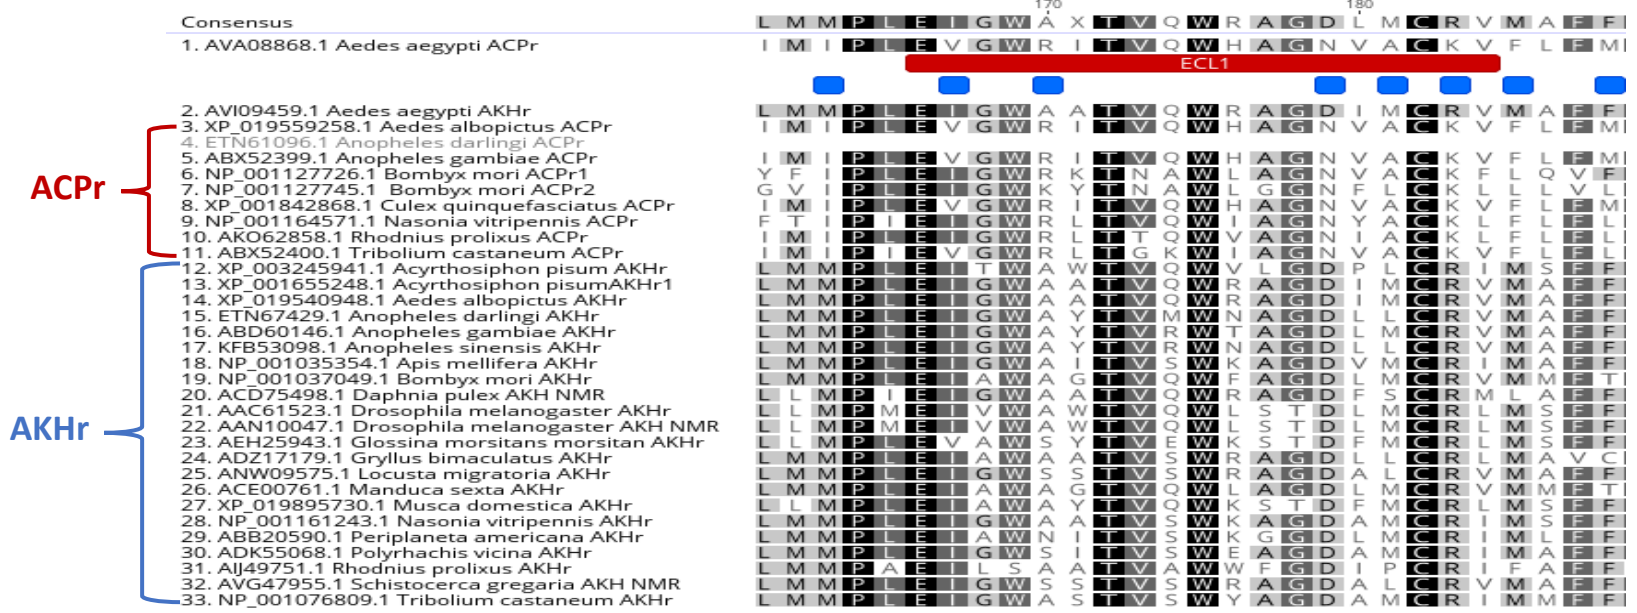 170 180
Consensus L M M P L E I G W A X T V Q W R A G D L M C R V M A F F
1. AVA08868.1 Aedes aegypti ACPr I M I P L E V G W R I T V Q W H A G N V A C K V F L F M
ECL1
2. AVI09459.1 Aedes aegypti AKHr L M M P L E I G W A A T V Q W R A G D I M C R V M A F F
3. XP_019559258.1 Aedes albopictus ACPr I M I P L E V G W R I T V Q W H A G N V A C K V F L F M
4. ETN61096.1 Anopheles darlingi ACPr
5. ABX52399.1 Anopheles gambiae ACPr I M I P L E V G W R I T V Q W H A G N V A C K V F L F M
6. NP_001127726.1 Bombyx mori ACPr1 Y F I P L E I G W R K T N A W L A G N V A C K F L Q V F
ACPr
7. NP_001127745.1 Bombyx mori ACPr2 G V I P L E I G W K Y T N A W L G G N F L C K L L L V L
8. XP_001842868.1 Culex quinquefasciatus ACPr I M I P L E V G W R I T V Q W H A G N V A C K V F L F M
9. NP_001164571.1 Nasonia vitripennis ACPr F T I P I E I G W R L T V Q W I A G N Y A C K L F L F L
10. AKO62858.1 Rhodnius prolixus ACPr I M I P L E I G W R L T T Q W V A G N I A C K L F L F L
11. ABX52400.1 Tribolium castaneum ACPr I M I P I E V G W R L T G K W I A G N V A C K V F L F L
12. XP_003245941.1 Acyrthosiphon pisum AKHr L M M P L E I T W A W T V Q W V L G D P L C R I M S F F
13. XP_001655248.1 Acyrthosiphon pisumAKHr1 L M M P L E I G W A A T V Q W R A G D I M C R V M A F F
14. XP_019540948.1 Aedes albopictus AKHr L M M P L E I G W A A T V Q W R A G D I M C R V M A F F
15. ETN67429.1 Anopheles darlingi AKHr L M M P L E I G W A Y T V M W N A G D L L C R V M A F F
16. ABD60146.1 Anopheles gambiae AKHr L M M P L E I G W A Y T V R W T A G D L M C R V M A F F
17. KFB53098.1 Anopheles sinensis AKHr L M M P L E I G W A Y T V R W N A G D L L C R V M A F F
18. NP_001035354.1 Apis mellifera AKHr L M M P L E I G W A I T V S W K A G D V M C R I M A F F
19. NP_001037049.1 Bombyx mori AKHr L M M P L E I A W A G T V Q W F A G D L M C R V M M F T
20. ACD75498.1 Daphnia pulex AKH NMR L L M P I E I G W A A T V Q W R A G D F S C R M L A F F
21. AAC61523.1 Drosophila melanogaster AKHr L L M P M E I V W A W T V Q W L S T D L M C R L M S F F
AKHr
22. AAN10047.1 Drosophila melanogaster AKH NMR L L M P M E I V W A W T V Q W L S T D L M C R L M S F F
23. AEH25943.1 Glossina morsitans morsitan AKHr L L M P L E V A W S Y T V E W K S T D F M C R L M S F F
24. ADZ17179.1 Gryllus bimaculatus AKHr L M M P L E I A W A A T V S W R A G D L L C R L M A V C
25. ANW09575.1 Locusta migratoria AKHr L M M P L E I G W S S T V S W R A G D A L C R V M A F F
26. ACE00761.1 Manduca sexta AKHr L M M P L E I A W A G T V Q W L A G D L M C R V M M F T
27. XP_019895730.1 Musca domestica AKHr L L M P L E I A W A Y T V Q W K S T D F M C R L M S F F
28. NP_001161243.1 Nasonia vitripennis AKHr L M M P L E I G W A A T V S W K A G D A M C R I M S F F
29. ABB20590.1 Periplaneta americana AKHr L M M P L E I A W N I T V S W K G G D L M C R I M L F F
30. ADK55068.1 Polyrhachis vicina AKHr L M M P L E I G W S I T V S W E A G D A M C R I M A F F
31. AIJ49751.1 Rhodnius prolixus AKHr L M M P A E I L S A A T V A W W F G D I P C R I F A F F
32. AVG47955.1 Schistocerca gregaria AKH NMR L M M P L E I G W S S T V S W R A G D A L C R V M A F F
33. NP_001076809.1 Tribolium castaneum AKHr L M M P L E I G W A S T V S W Y A G D A M C R I M A F F